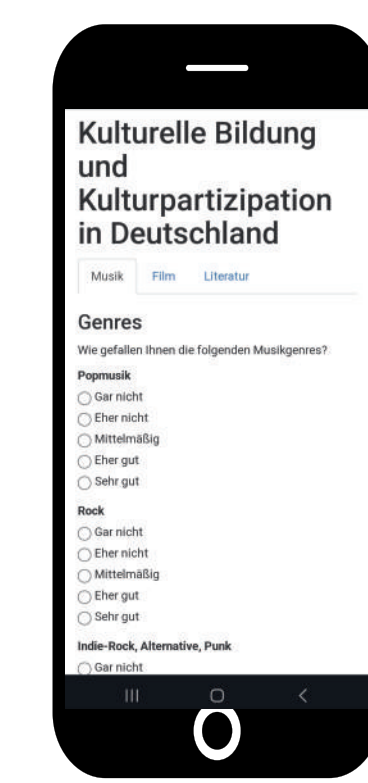 Kulturelle Bildung
und
Kulturpartizipation
in Deutschland
Musik Film Literatur
Genres
Wie gefallen Ihnen die folgenden Musikgenres?
Popmusik
Gar nicht
Eher nicht
Mittelmäßig
Eher gut
Sehr gut
Rock
Gar nicht
Eher nicht
Mittelmäßig
Eher gut
Sehr gut
Indie-Rock, Alternative, Punk
Gar nicht